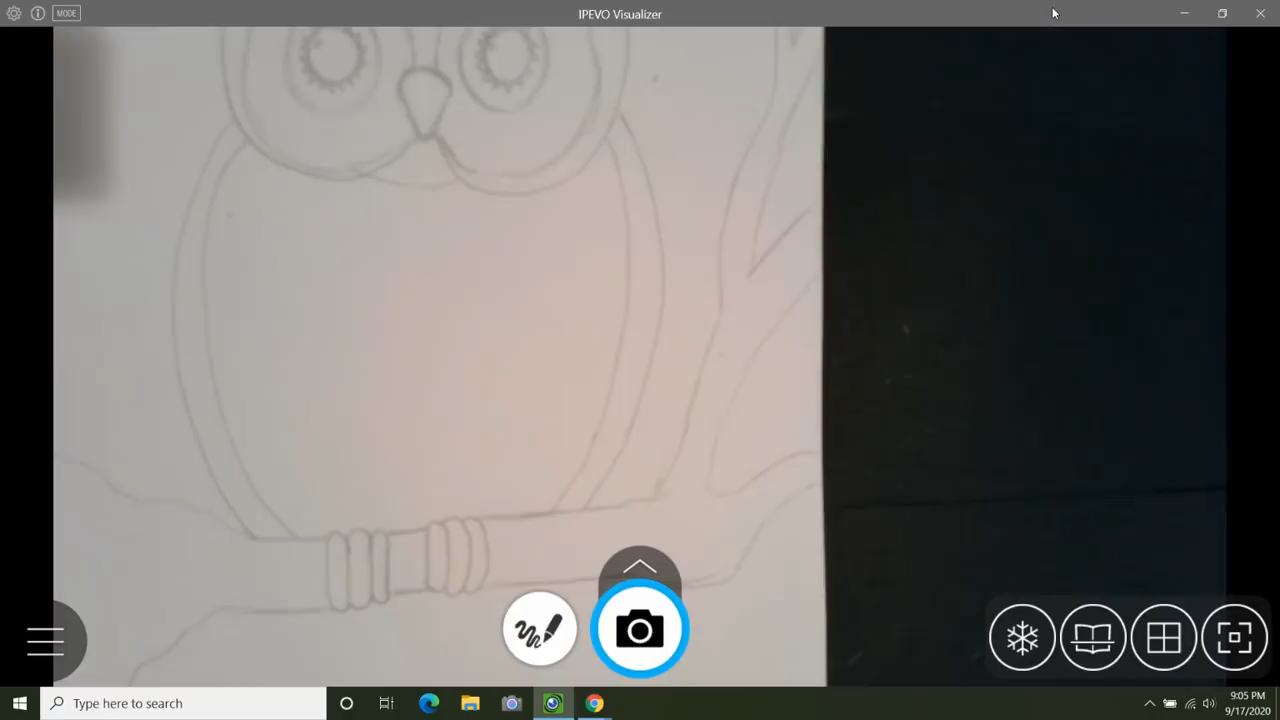 MODE
IPEVO Visualizer
Type here to search
9:05 PM
9/17/2020